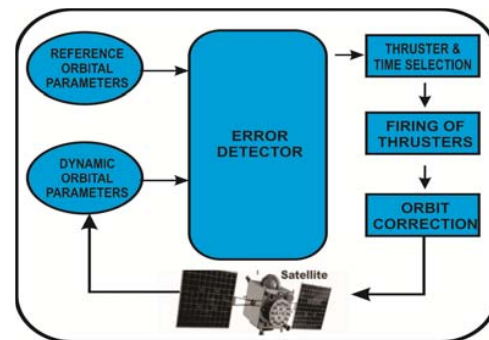 REFERENCE
ORBITAL
PARAMETERS
DYNAMIC
ORBITAL
PARAMETERS
ERROR
DETECTOR
THRUSTER &
TIME SELECTION
FIRING OF
THRUSTERS
ORBIT
CORRECTION
Satellite